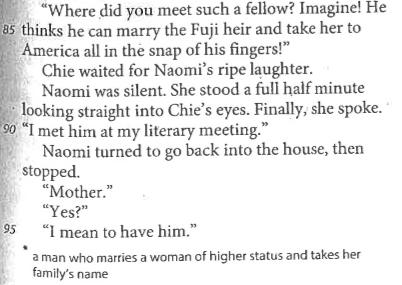 “Where did you meet such a fellow? Imagine! He
85 thinks he can marry the Fuji heir and take her to
America all in the snap of his fingers!”
Chie waited for Naomi’s ripe laughter.
Naomi was silent. She stood a full half minute
looking straight into Chie’s eyes. Finally, she spoke.
90 “I met him at my literary meeting.”
Naomi turned to go back into the house, then
stopped.
“Mother.”
“Yes?”
95 “I mean to have him.”
* a man who marries a woman of higher status and takes her
family’s name